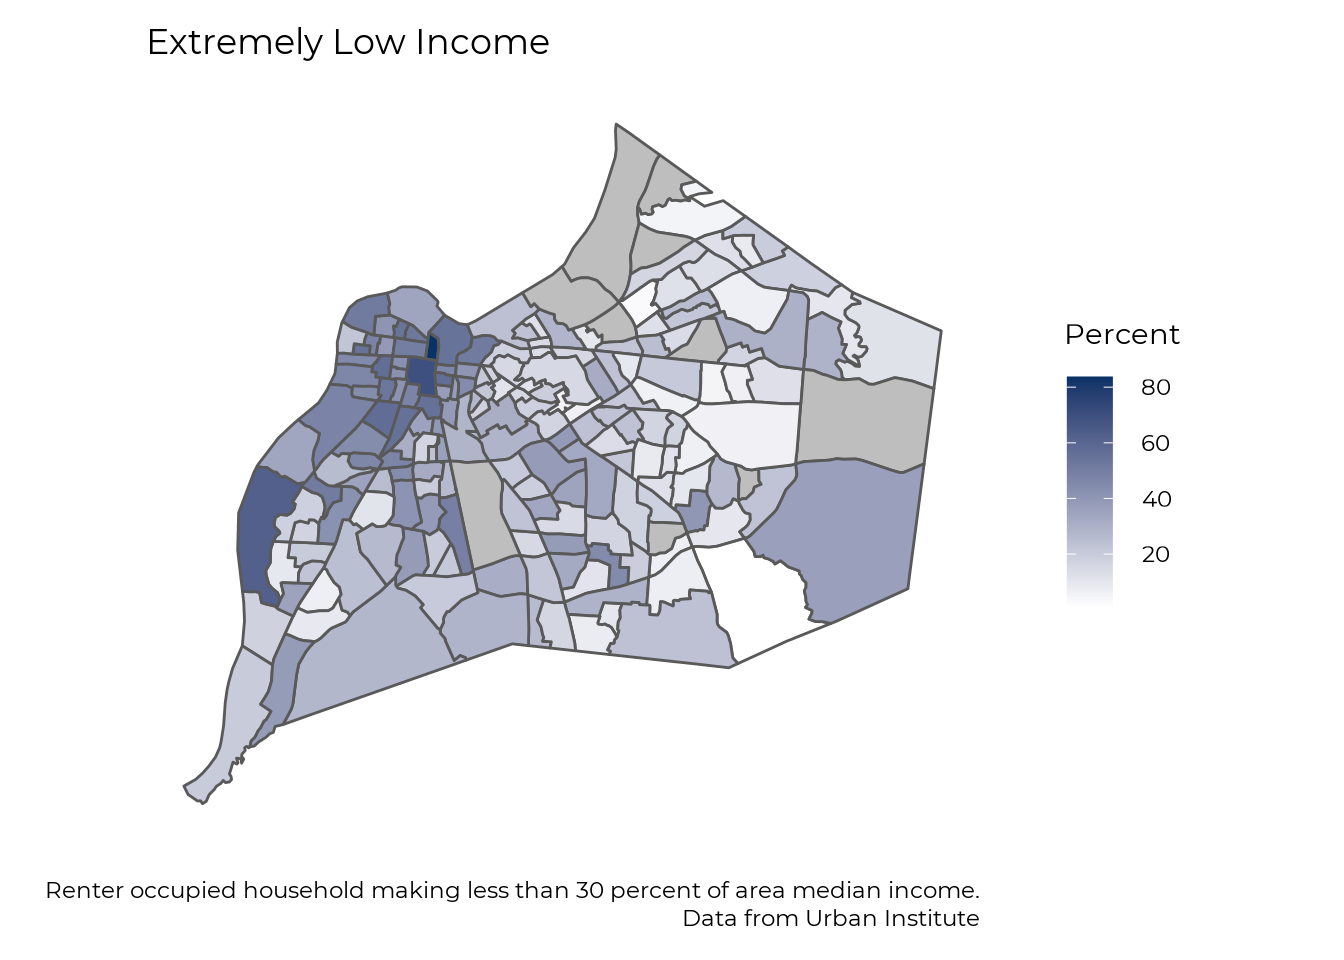 Extremely Low Income
Percent
80
60
40
20
Renter occupied household making less than 30 percent of area median income.
Data from Urban Institute